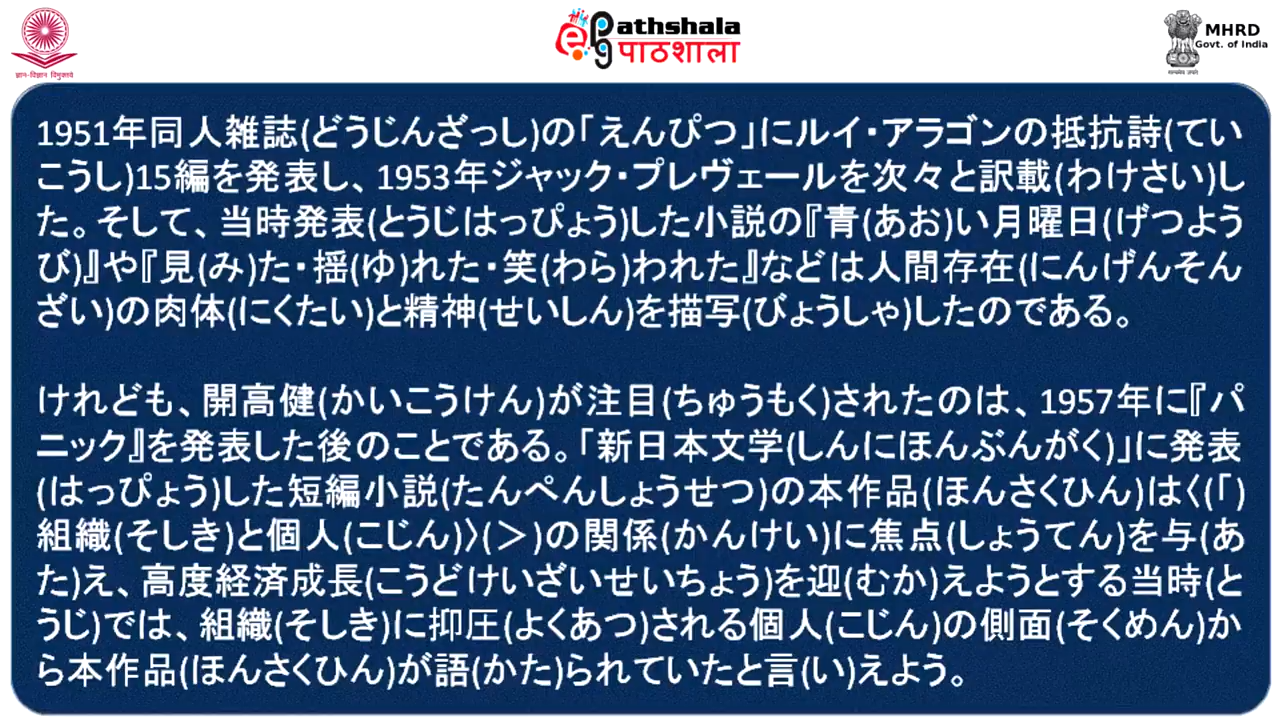 ज्ञान-विज्ञान विमुक्तये
ePathshala
पाठशाला
MHRD
Govt. of India
सत्यमेव जयते
1951年同人雑誌(どうじんざっし)の「えんぴつ」にルイ・アラゴンの抵抗詩(てい
こうし)15編を発表し、1953年ジャック・プレヴェールを次々と訳載(わけさい)し
た。そして、当時発表(とうじはっぴょう)した小説の『青(あお)い月曜日(げつよう
び)』や『見(み)た・揺(ゆ)れた・笑(わら)われた』などは人間存在(にんげんそん
ざい)の肉体(にくたい)と精神(せいしん)を描写(びょうしゃ)したのである。
けれども、開高健(かいこうけん)が注目(ちゅうもく)されたのは、1957年に『パ
ニック』を発表した後のことである。「新日本文学(しんにほんぶんがく)」に発表
(はっぴょう)した短編小説(たんぺんしょうせつ)の本作品(ほんさくひん)は〈(「)
組織(そしき)と個人(こじん)〉(＞)の関係(かんけい)に焦点(しょうてん)を与(あ
た)え、高度経済成長(こうどけいざいせいちょう)を迎(むか)えようとする当時(と
うじ)では、組織(そしき)に抑圧(よくあつ)される個人(こじん)の側面(そくめん)か
ら本作品(ほんさくひん)が語(かた)られていたと言(い)えよう。